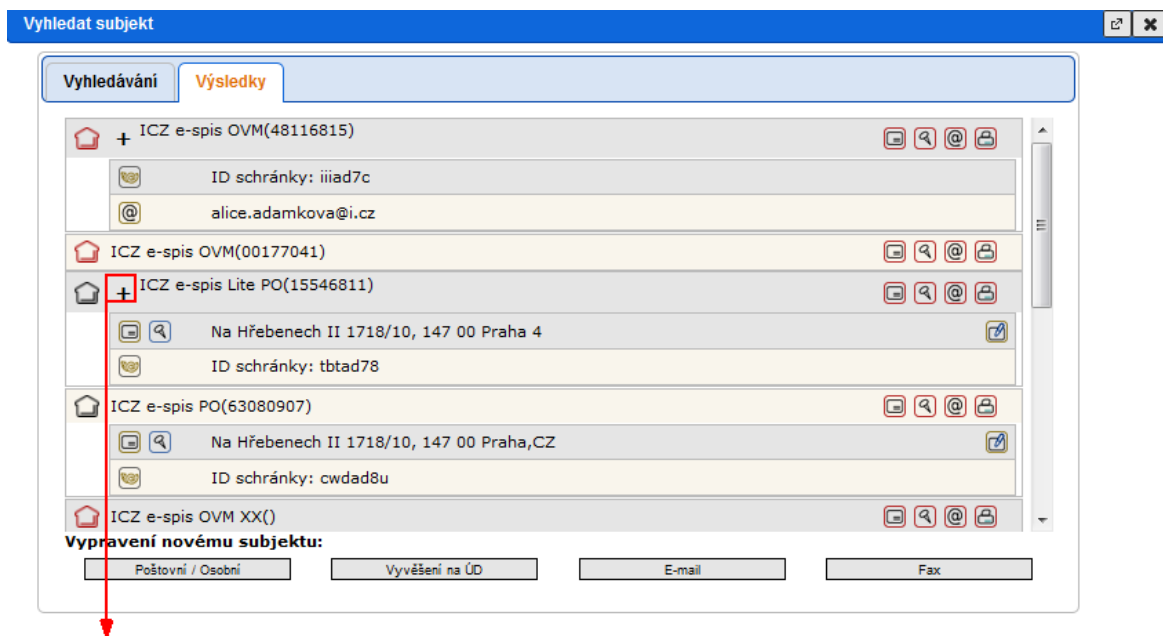 Vyhledat subjekt
Vyhledávání Výsledky
+ ICZ e-spis OVM(48116815)
ID schránky: iiiad7c
@ alice.adamkova@i.cz
ICZ e-spis OVM(00177041)
+ ICZ e-spis Lite PO(15546811)
Na Hřebenech II 1718/10, 147 00 Praha 4
ID schránky: tbtad78
ICZ e-spis PO(63080907)
Na Hřebenech II 1718/10, 147 00 Praha,CZ
ID schránky: cwdad8u
ICZ e-spis OVM XX()
Vypravení novému subjektu:
Poštovní / Osobní Vyvěšení na ÚD E-mail Fax